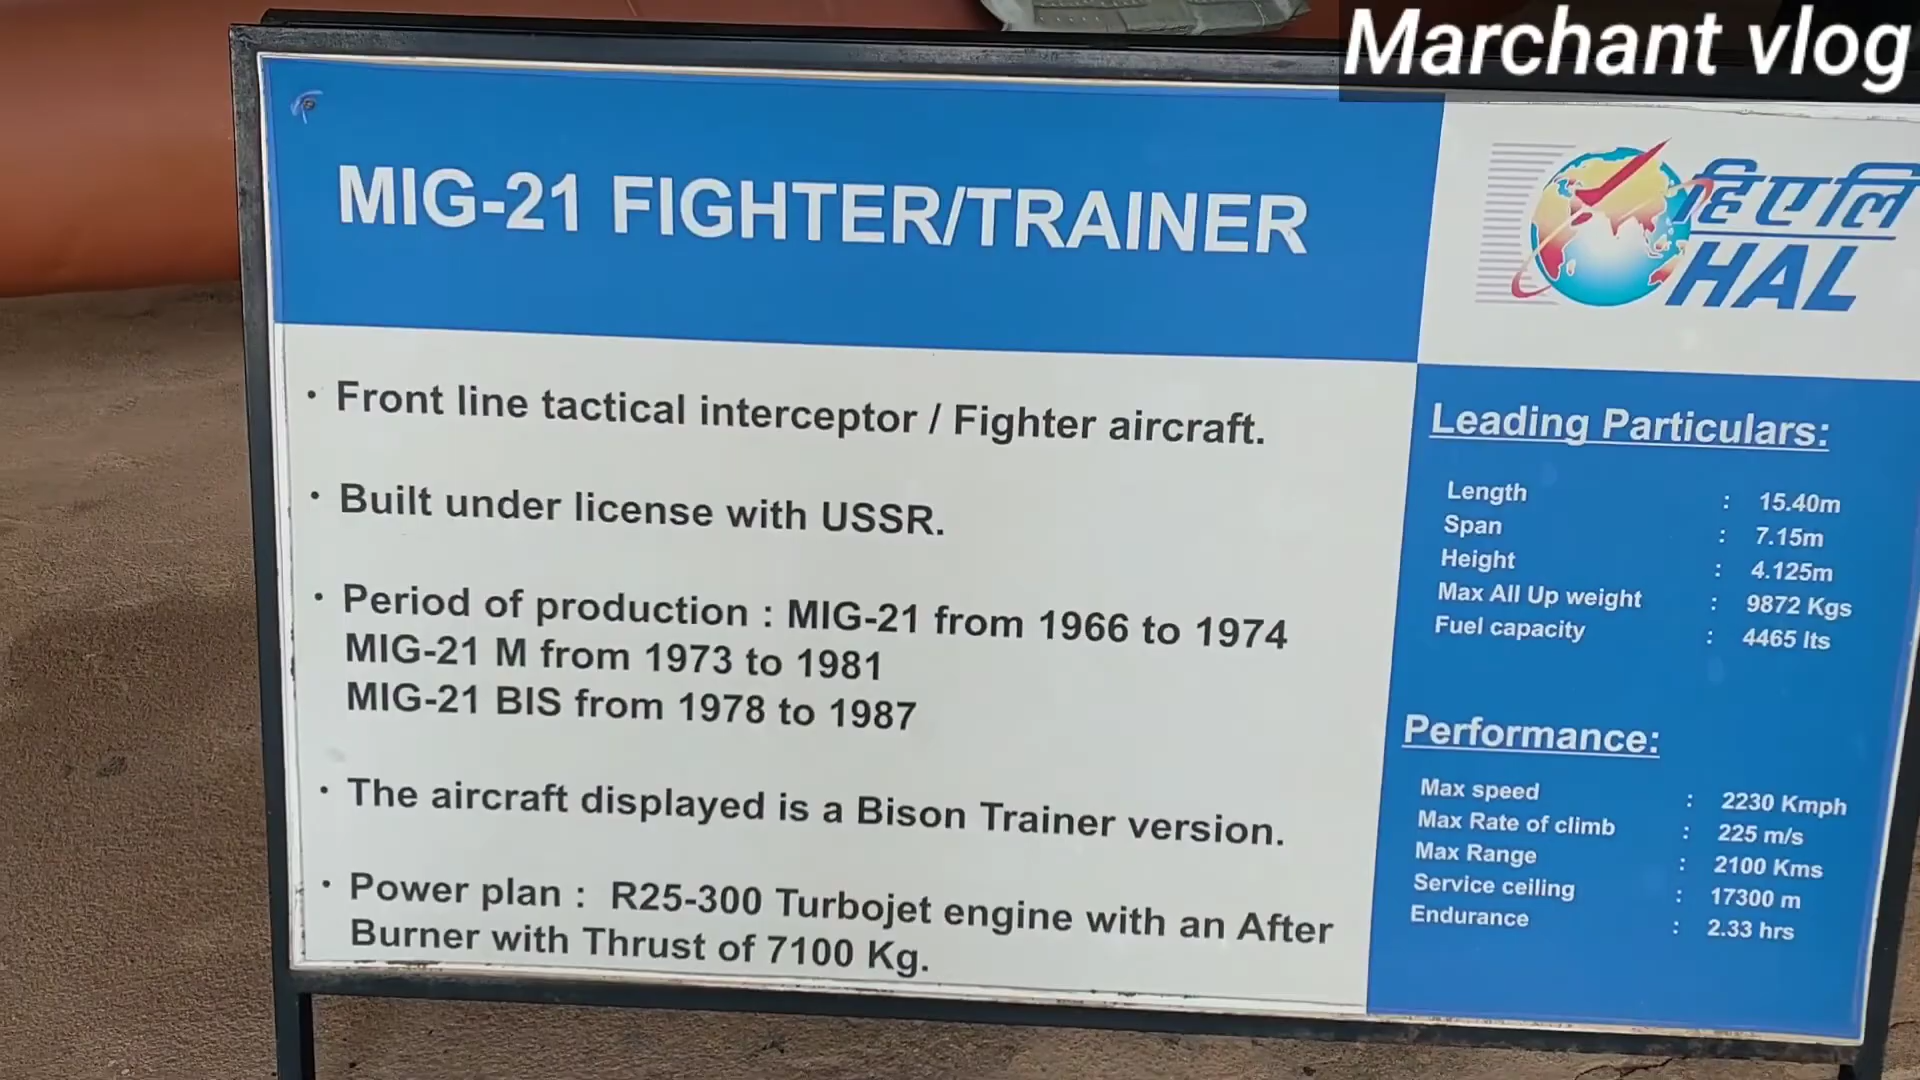 Marchant vlog
MIG-21 FIGHTER/TRAINER
हिएलि
HAL
• Front line tactical interceptor / Fighter aircraft.
• Built under license with USSR.
• Period of production : MIG-21 from 1966 to 1974
MIG-21 M from 1973 to 1981
MIG-21 BIS from 1978 to 1987
• The aircraft displayed is a Bison Trainer version.
• Power plan : R25-300 Turbojet engine with an After
Burner with Thrust of 7100 Kg.
Leading Particulars:
Length : 15.40m
Span : 7.15m
Height : 4.125m
Max All Up weight : 9872 Kgs
Fuel capacity : 4465 lts
Performance:
Max speed : 2230 Kmph
Max Rate of climb : 225 m/s
Max Range : 2100 Kms
Service ceiling : 17300 m
Endurance : 2.33 hrs